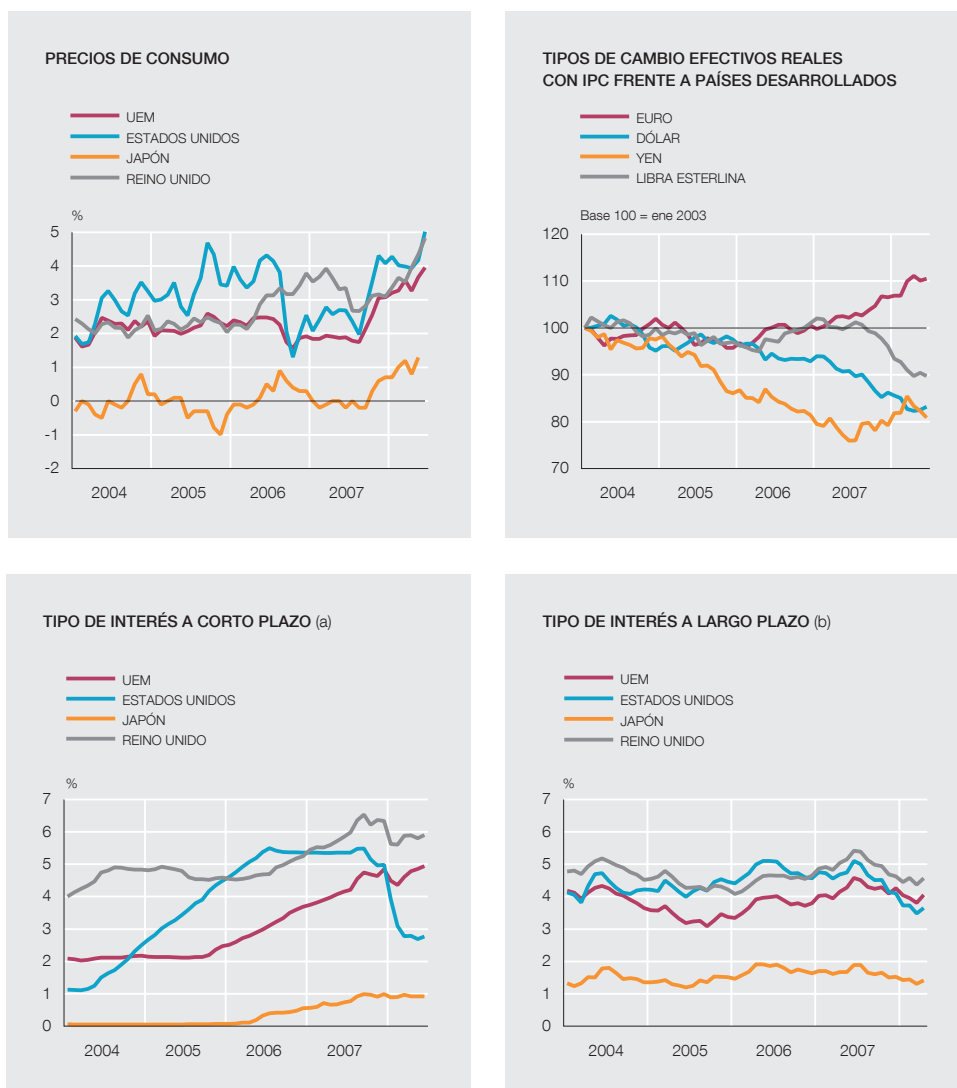 PRECIOS DE CONSUMO
UEM
ESTADOS UNIDOS
JAPÓN
REINO UNIDO
%
5
4
3
2
1
0
-1
-2
2004 2005 2006 2007
TIPOS DE CAMBIO EFECTIVOS REALES
CON IPC FRENTE A PAÍSES DESARROLLADOS
EURO
DÓLAR
YEN
LIBRA ESTERLINA
Base 100 = ene 2003
120
110
100
90
80
70
2004 2005 2006 2007
TIPO DE INTERÉS A CORTO PLAZO (a)
UEM
ESTADOS UNIDOS
JAPÓN
REINO UNIDO
%
7
6
5
4
3
2
1
0
2004 2005 2006 2007
TIPO DE INTERÉS A LARGO PLAZO (b)
UEM
ESTADOS UNIDOS
JAPÓN
REINO UNIDO
%
7
6
5
4
3
2
1
0
2004 2005 2006 2007